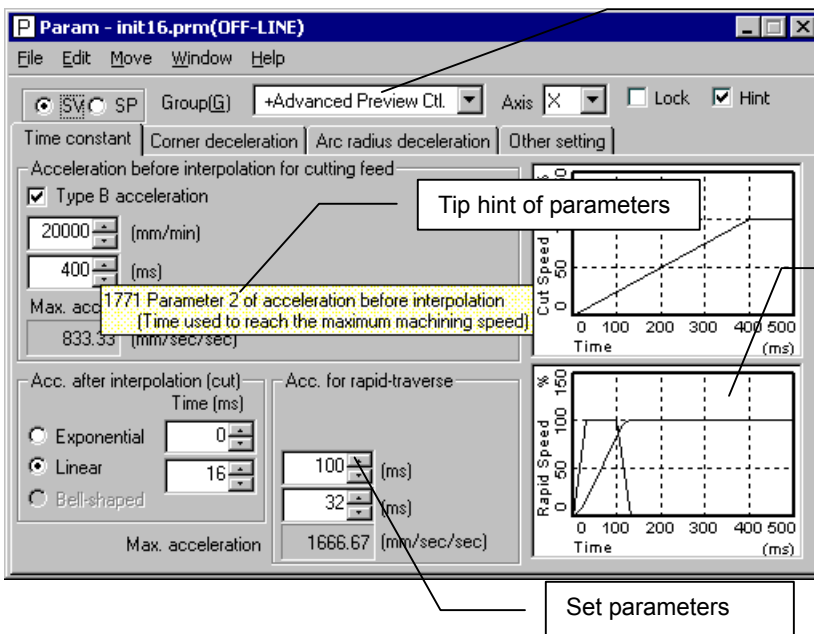 Param - init16.prm(OFF-LINE)
File Edit Move Window Help
SV SP Group(G) +Advanced Preview Ctl. Axis X Lock Hint
Time constant Corner deceleration Arc radius deceleration Other setting
Acceleration before interpolation for cutting feed
Type B acceleration
20000 (mm/min)
400 (ms)
Tip hint of parameters
1771 Parameter 2 of acceleration before interpolation
(Time used to reach the maximum machining speed)
Max. acc
833.33 (mm/sec/sec)
Cut Speed
0 50
0 100 200 300 400 500
Time (ms)
Acc. after interpolation (cut)
Time (ms)
Exponential 0
Linear 16
Bell-shaped
Acc. for rapid-traverse
100 (ms)
32 (ms)
Max. acceleration 1666.67 (mm/sec/sec)
Rapid Speed %
0 50 100 150
0 100 200 300 400 500
Time (ms)
Set parameters